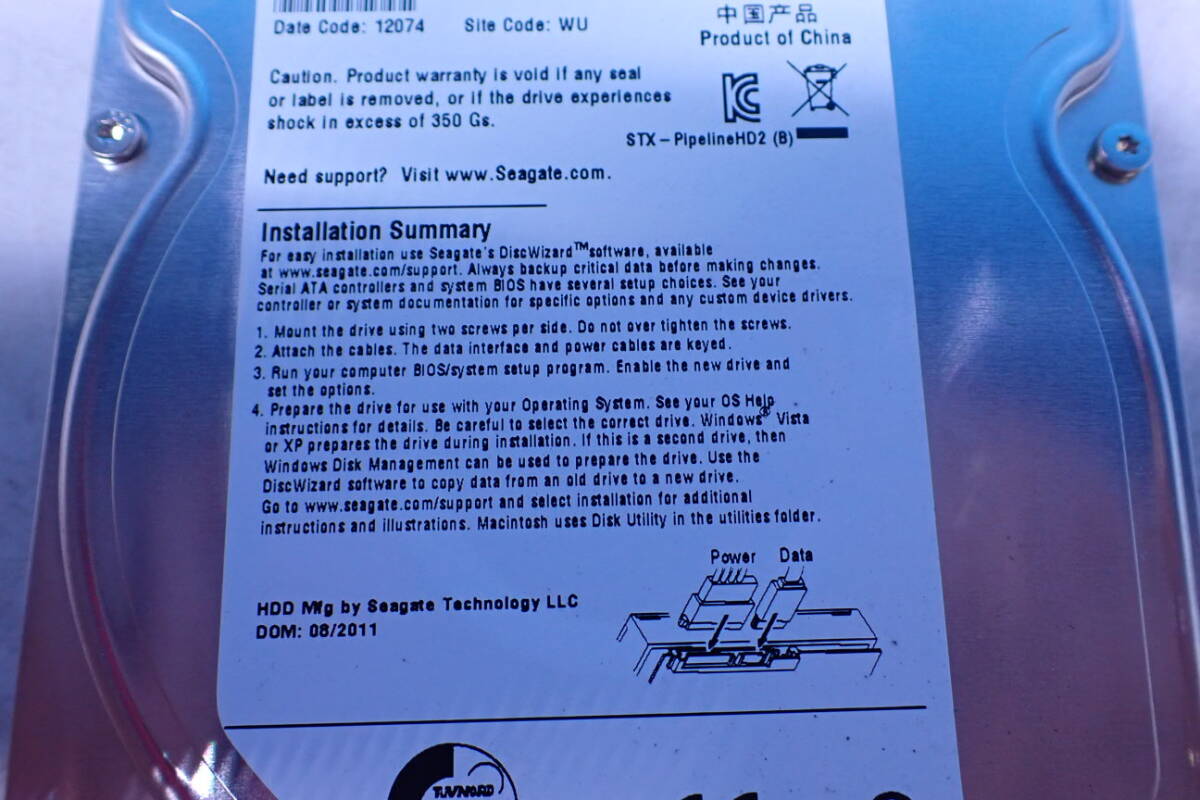 Date Code: 12074 Site Code: WU
中国产品
Product of China
Caution. Product warranty is void if any seal
or label is removed, or if the drive experiences
shock in excess of 350 Gs.
STX-PipelineHD2 (B)
Need support? Visit www.Seagate.com.
Installation Summary
For easy installation use Seagate's DiscWizard™software, available
at www.seagate.com/support. Always backup critical data before making changes.
Serial ATA controllers and system BIOS have several setup choices. See your
controller or system documentation for specific options and any custom device drivers.
1. Mount the drive using two screws per side. Do not over tighten the screws.
2. Attach the cables. The data interface and power cables are keyed.
3. Run your computer BIOS/system setup program. Enable the new drive and
set the options.
4. Prepare the drive for use with your Operating System. See your OS Help
instructions for details. Be careful to select the correct drive. Windows® Vista
or XP prepares the drive during installation. If this is a second drive, then
Windows Disk Management can be used to prepare the drive. Use the
DiscWizard software to copy data from an old drive to a new drive.
Go to www.seagate.com/support and select installation for additional
instructions and illustrations. Macintosh uses Disk Utility in the utilities folder.
Power Data
HDD Mfg by Seagate Technology LLC
DOM: 08/2011
TÜVNORD